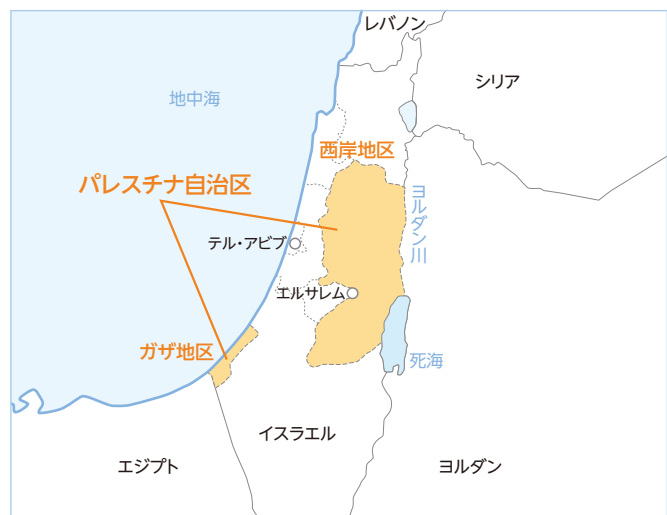 レバノン
シリア
地中海
西岸地区
パレスチナ自治区
ヨルダン川
テル・アビブ
エルサレム
ガザ地区
死海
イスラエル
エジプト
ヨルダン